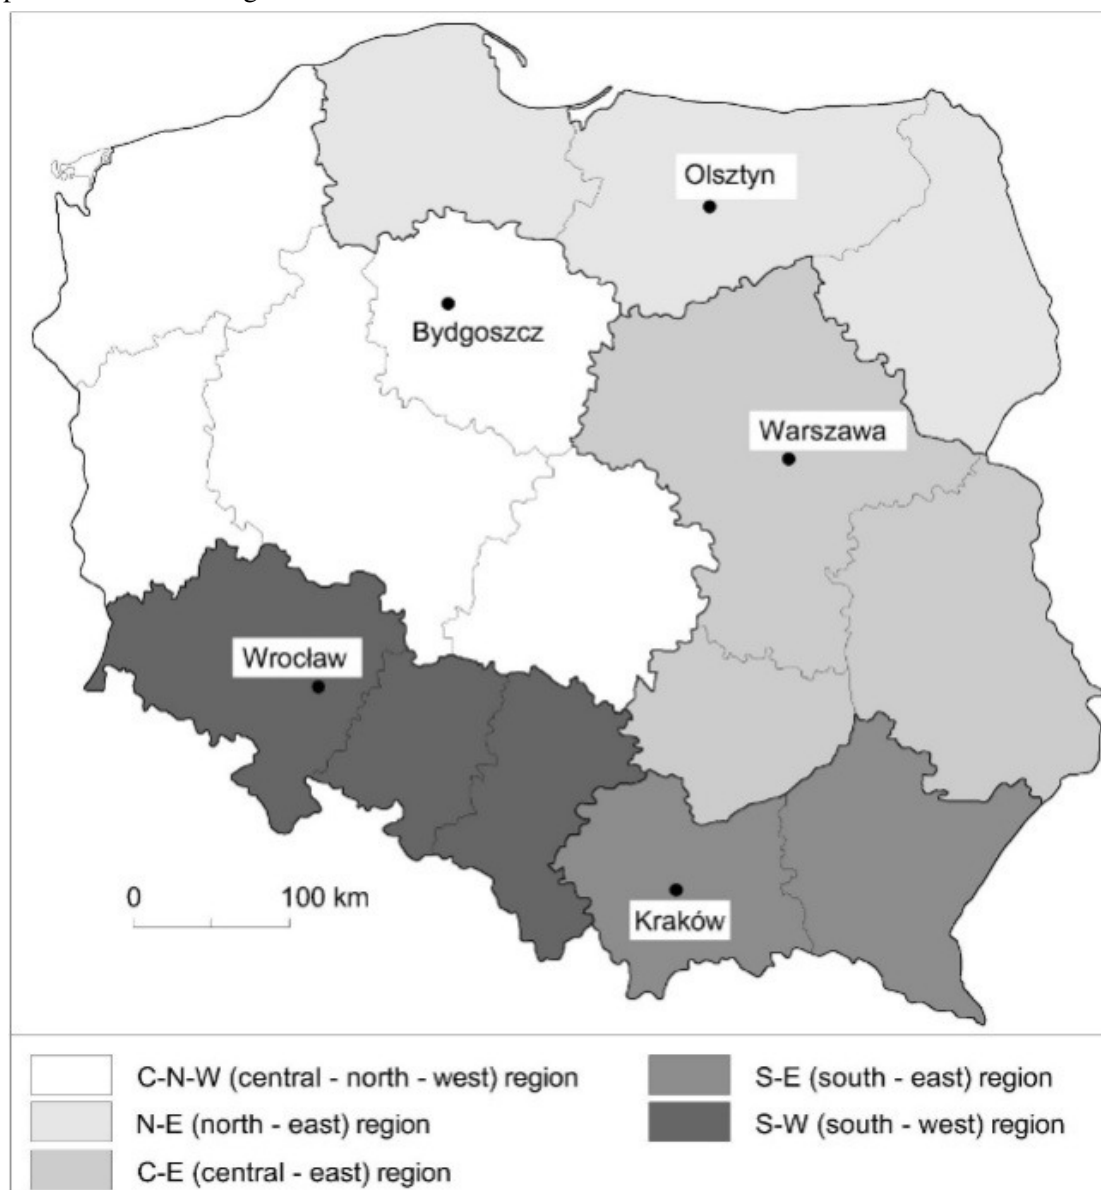 Olsztyn
Bydgoszcz
Warszawa
Wrocław
0 100 km
Kraków
C-N-W (central - north - west) region
N-E (north - east) region
C-E (central - east) region
S-E (south - east) region
S-W (south - west) region